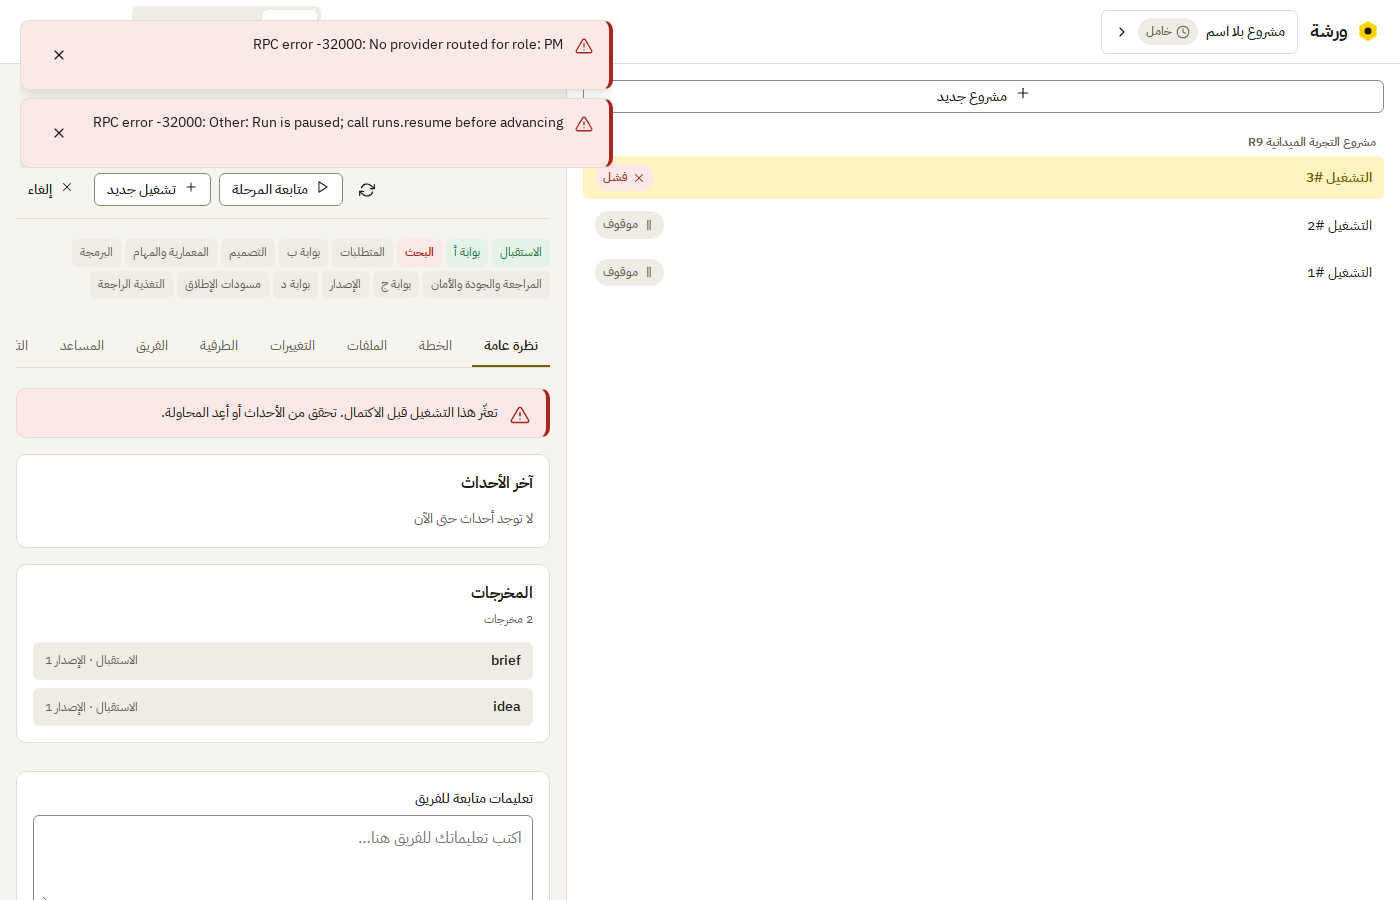 ورشة
مشروع بلا اسم
خامل
RPC error -32000: No provider routed for role: PM
RPC error -32000: Other: Run is paused; call runs.resume before advancing
مشروع جديد
مشروع التجربة الميدانية R9
التشغيل #3
فشل
التشغيل #2
موقوف
التشغيل #1
موقوف
متابعة المرحلة
تشغيل جديد
إلغاء
الاستقبال
بوابة أ
البحث
المتطلبات
بوابة ب
التصميم
المعمارية والمهام
البرمجة
المراجعة والجودة والأمان
بوابة ج
الإصدار
بوابة د
مسودات الإطلاق
التغذية الراجعة
نظرة عامة
الخطة
الملفات
التغييرات
الطرفية
الفريق
المساعد
تعثّر هذا التشغيل قبل الاكتمال. تحقق من الأحداث أو أعِد المحاولة.
آخر الأحداث
لا توجد أحداث حتى الآن
المخرجات
2 مخرجات
brief
الاستقبال · الإصدار 1
idea
الاستقبال · الإصدار 1
تعليمات متابعة للفريق
اكتب تعليماتك للفريق هنا...